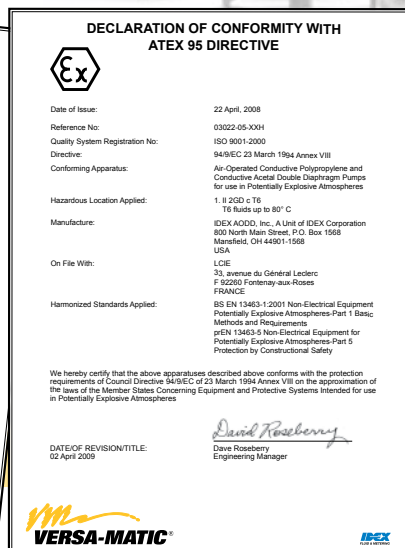 DECLARATION OF CONFORMITY WITH
ATEX 95 DIRECTIVE
Ex
Date of Issue: 22 April, 2008
Reference No: 03022-05-XXH
Quality System Registration No: ISO 9001-2000
Directive: 94/9/EC 23 March 1994 Annex VIII
Conforming Apparatus: Air-Operated Conductive Polypropylene and
Conductive Acetal Double Diaphragm Pumps
for use in Potentially Explosive Atmospheres
Hazardous Location Applied: 1. II 2GD c T6
T6 fluids up to 80° C
Manufacture: IDEX AODD, Inc., A Unit of IDEX Corporation
800 North Main Street, P.O. Box 1568
Mansfield, OH 44901-1568
USA
On File With: LCIE
33, avenue du Général Leclerc
F 92260 Fontenay-aux-Roses
FRANCE
Harmonized Standards Applied: BS EN 13463-1:2001 Non-Electrical Equipment
Potentially Explosive Atmospheres-Part 1 Basic
Methods and Requirements
prEN 13463-5 Non-Electrical Equipment for
Potentially Explosive Atmospheres-Part 5
Protection by Constructional Safety
We hereby certify that the above apparatuses described above conforms with the protection
requirements of Council Directive 94/9/EC of 23 March 1994 Annex VIII on the approximation of
the laws of the Member States Concerning Equipment and Protective Systems Intended for use
in Potentially Explosive Atmospheres
David Roseberry
DATE/OF REVISION/TITLE: Dave Roseberry
02 April 2009 Engineering Manager
VERSA-MATIC®
IDEX
FLUID & METERING